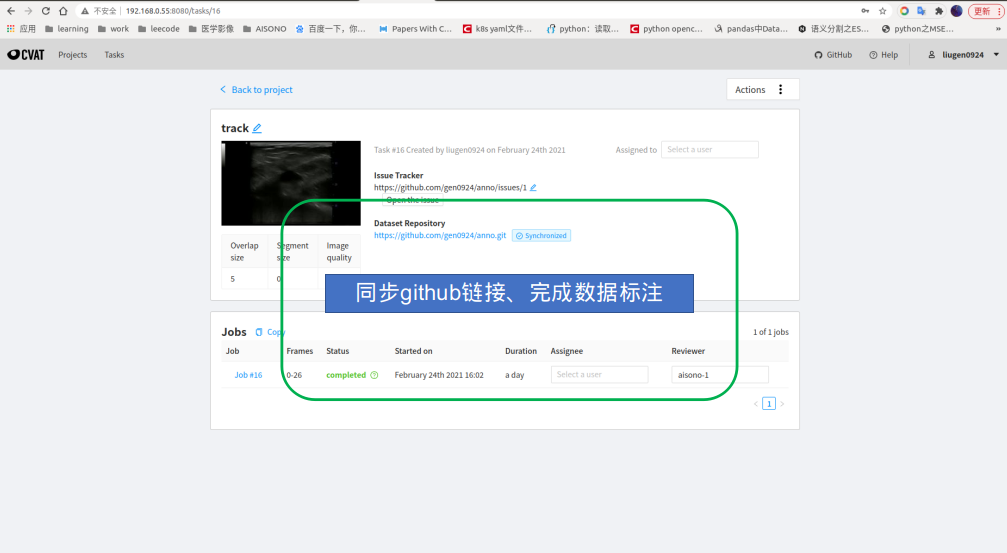 不安全 192.168.0.55:8080/tasks/16 更新
应用 learning work leecode 医学影像 AISONO 百度一下，你... Papers With C... k8s yaml文件... python：读取... python openc... pandas中Data... 语义分割之ES... python之MSE... »
CVAT Projects Tasks GitHub Help liugen0924
Back to project Actions
track
Task #16 Created by liugen0924 on February 24th 2021 Assigned to Select a user
Issue Tracker
https://github.com/gen0924/anno/issues/1
Open the issue
Dataset Repository
https://github.com/gen0924/anno.git Synchronized
Overlap size Segment size Image quality
5 0
同步github链接、完成数据标注
Jobs Copy 1 of 1 jobs
Job Frames Status Started on Duration Assignee Reviewer
Job #16 0-26 completed February 24th 2021 16:02 a day Select a user aisono-1
< 1 >